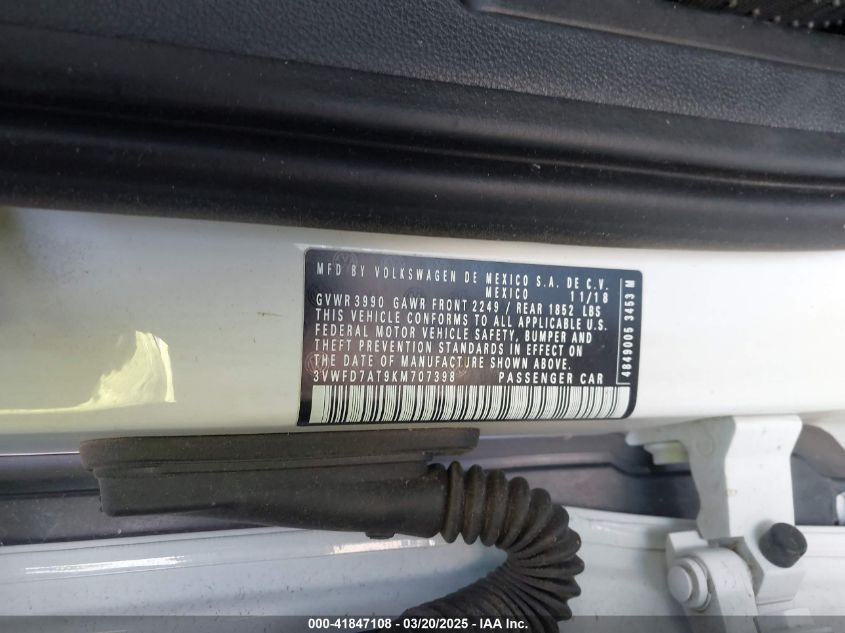 MFD BY VOLKSWAGEN DE MEXICO S.A. DE C.V.
MEXICO 11/18
GVWR 3990 GAWR FRONT 2249 / REAR 1852 LBS
THIS VEHICLE CONFORMS TO ALL APPLICABLE U.S.
FEDERAL MOTOR VEHICLE SAFETY, BUMPER AND
THEFT PREVENTION STANDARDS IN EFFECT ON
THE DATE OF MANUFACTURE SHOWN ABOVE.
3VWFD7AT9KM707398 PASSENGER CAR
4849005 3453 M
000-41847108 - 03/20/2025 - IAA Inc.